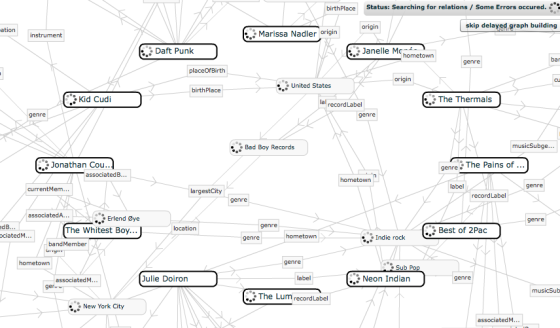 birthPlace
Status: Searching for relations / Some Errors occured.
skip delayed graph building
origin
Marissa Nadler
origin
instrument
Daft Punk
Janelle
hometown
genre
placeOfBirth
United States
origin
birthPlace
Kid Cudi
recordLabel
The Thermals
genre
genre
Bad Boy Records
musicSubge...
Jonathan Cou...
associatedB...
genre
The Pains of ...
hometown
currentMem...
largestCity
genre
label
genre
recordLabel
associatedA...
Erlend Øye
The Whitest Boy...
location
genre
Best of 2Pac
genre
hometown
Indie rock
bandMember
hometown
genre
Sub Pop
associatedM...
Julie Doiron
label
Neon Indian
genre
musicSu
The Lum
recordLabel
New York City
associatedM...